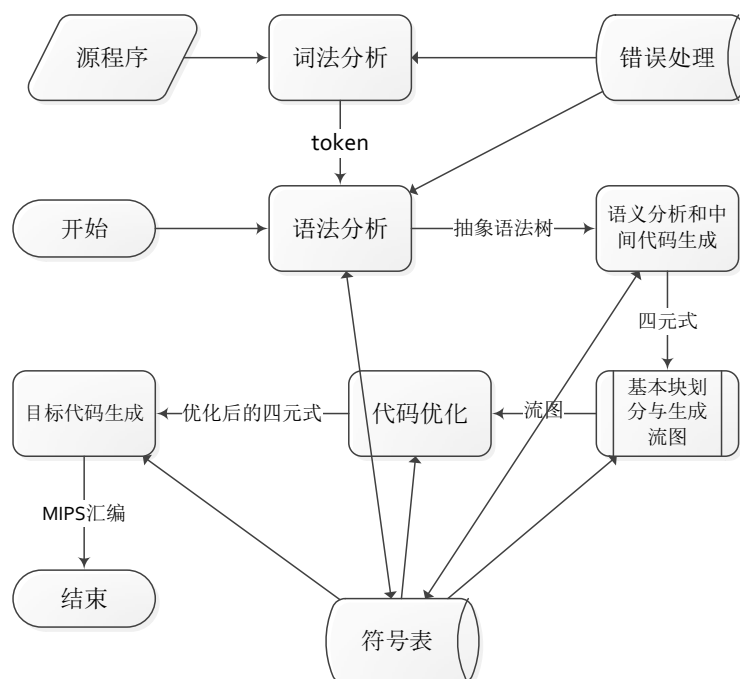 源程序
词法分析
错误处理
token
开始
语法分析
抽象语法树
语义分析和中
间代码生成
四元式
目标代码生成
优化后的四元式
代码优化
流图
基本块划
分与生成
流图
MIPS汇编
结束
符号表